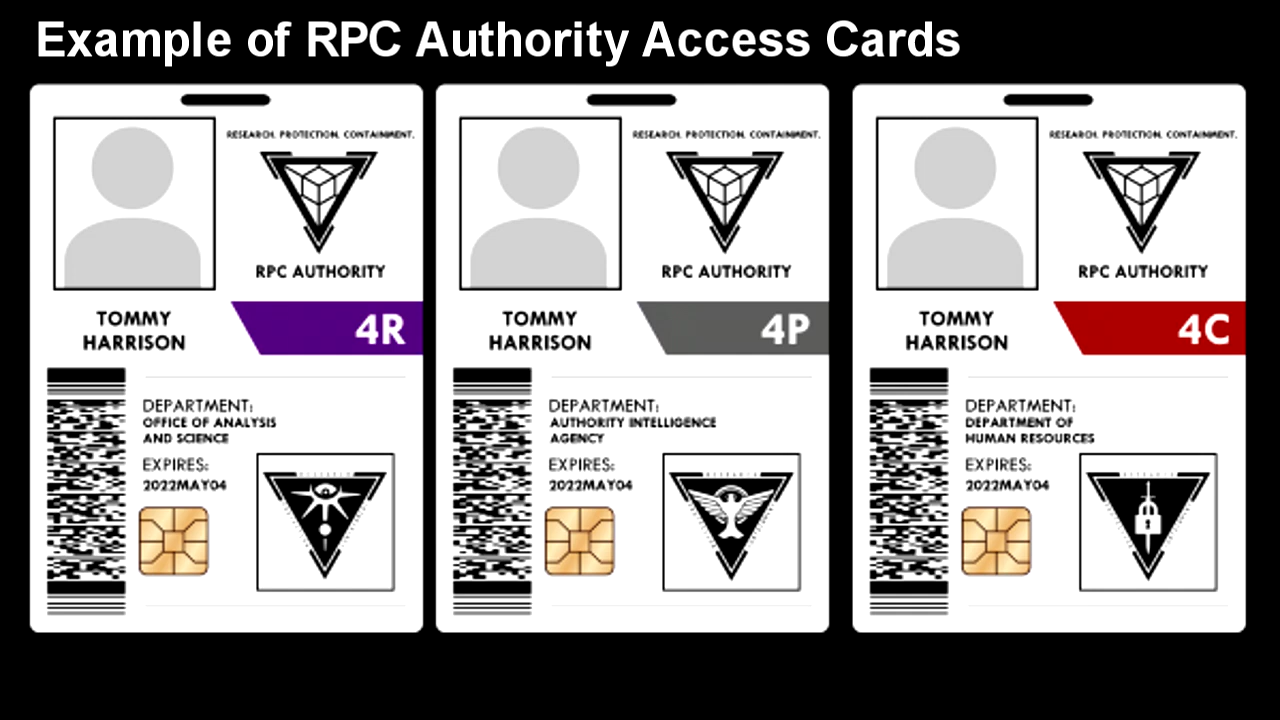 Example of RPC Authority Access Cards
RESEARCH. PROTECTION. CONTAINMENT.
RPC AUTHORITY
TOMMY
HARRISON
4R
DEPARTMENT:
OFFICE OF ANALYSIS
AND SCIENCE
EXPIRES:
2022MAY04
RESEARCH. PROTECTION. CONTAINMENT.
RPC AUTHORITY
TOMMY
HARRISON
4P
DEPARTMENT:
AUTHORITY INTELLIGENCE
AGENCY
EXPIRES:
2022MAY04
RESEARCH. PROTECTION. CONTAINMENT.
RPC AUTHORITY
TOMMY
HARRISON
4C
DEPARTMENT:
DEPARTMENT OF
HUMAN RESOURCES
EXPIRES:
2022MAY04